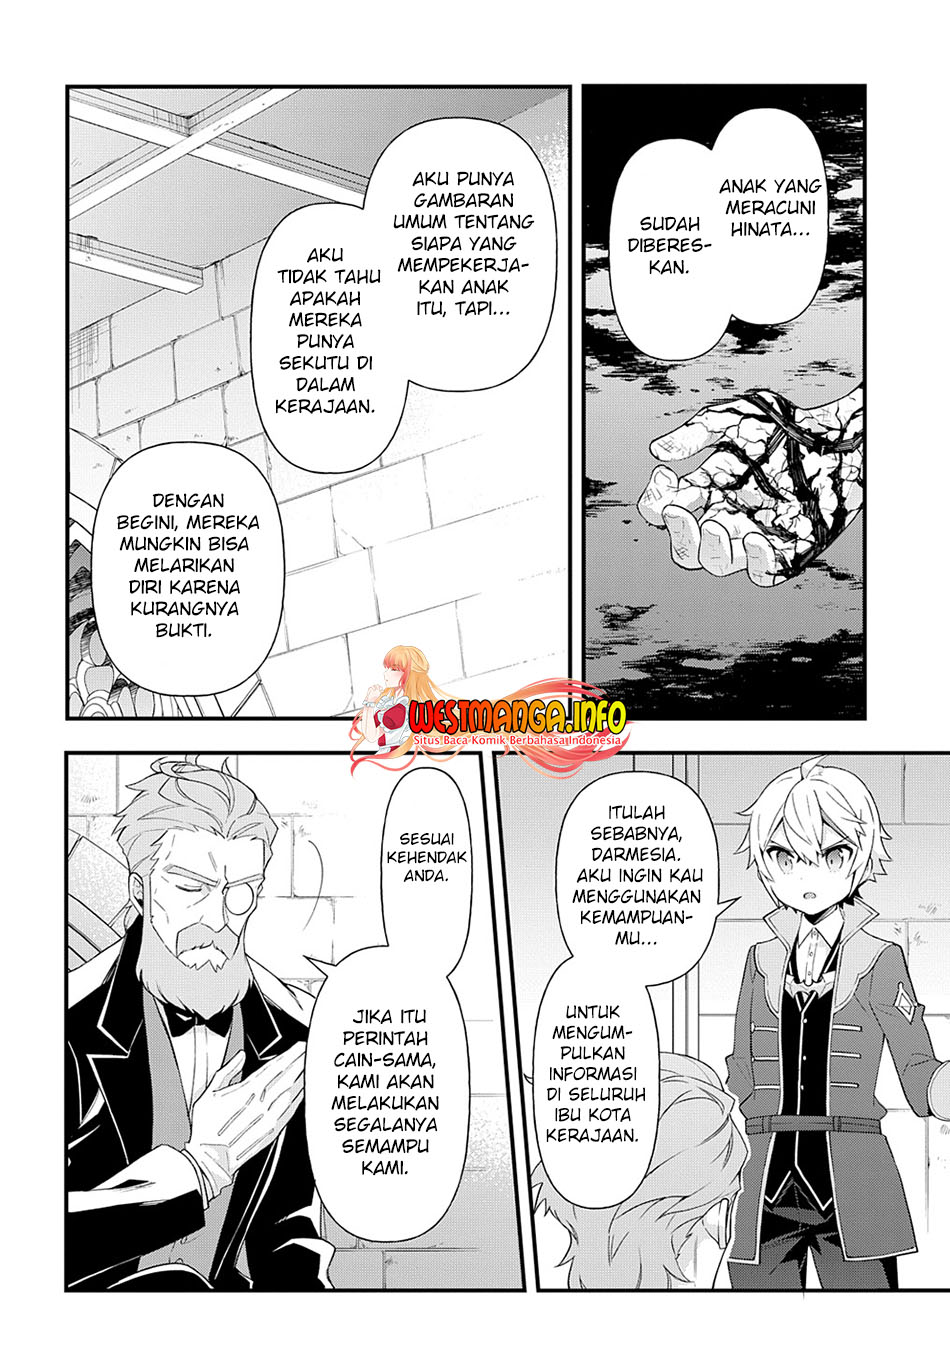 ANAK YANG
MERACUNI
HINATA...
SUDAH
DIBERES-
KAN.
AKU PUNYA
GAMBARAN
UMUM TENTANG
SIAPA YANG
MEMPEKERJA-
KAN ANAK
ITU, TAPI...
AKU
TIDAK TAHU
APAKAH
MEREKA
PUNYA
SEKUTU DI
DALAM
KERAJAAN.
DENGAN
BEGINI, MEREKA
MUNGKIN BISA
MELARIKAN
DIRI KARENA
KURANGNYA
BUKTI.
WESTMANGA.INFO
Situs Baca Komik Berbahasa Indonesia
ITULAH
SEBABNYA,
DARMESIA.
AKU INGIN KAU
MENGGUNAKAN
KEMAMPUAN-
MU...
UNTUK
MENGUM-
PULKAN
INFORMASI
DI SELURUH
IBU KOTA
KERAJAAN.
SESUAI
KEHENDAK
ANDA.
JIKA ITU
PERINTAH
CAIN-SAMA,
KAMI AKAN
MELAKUKAN
SEGALANYA
SEMAMPU
KAMI.